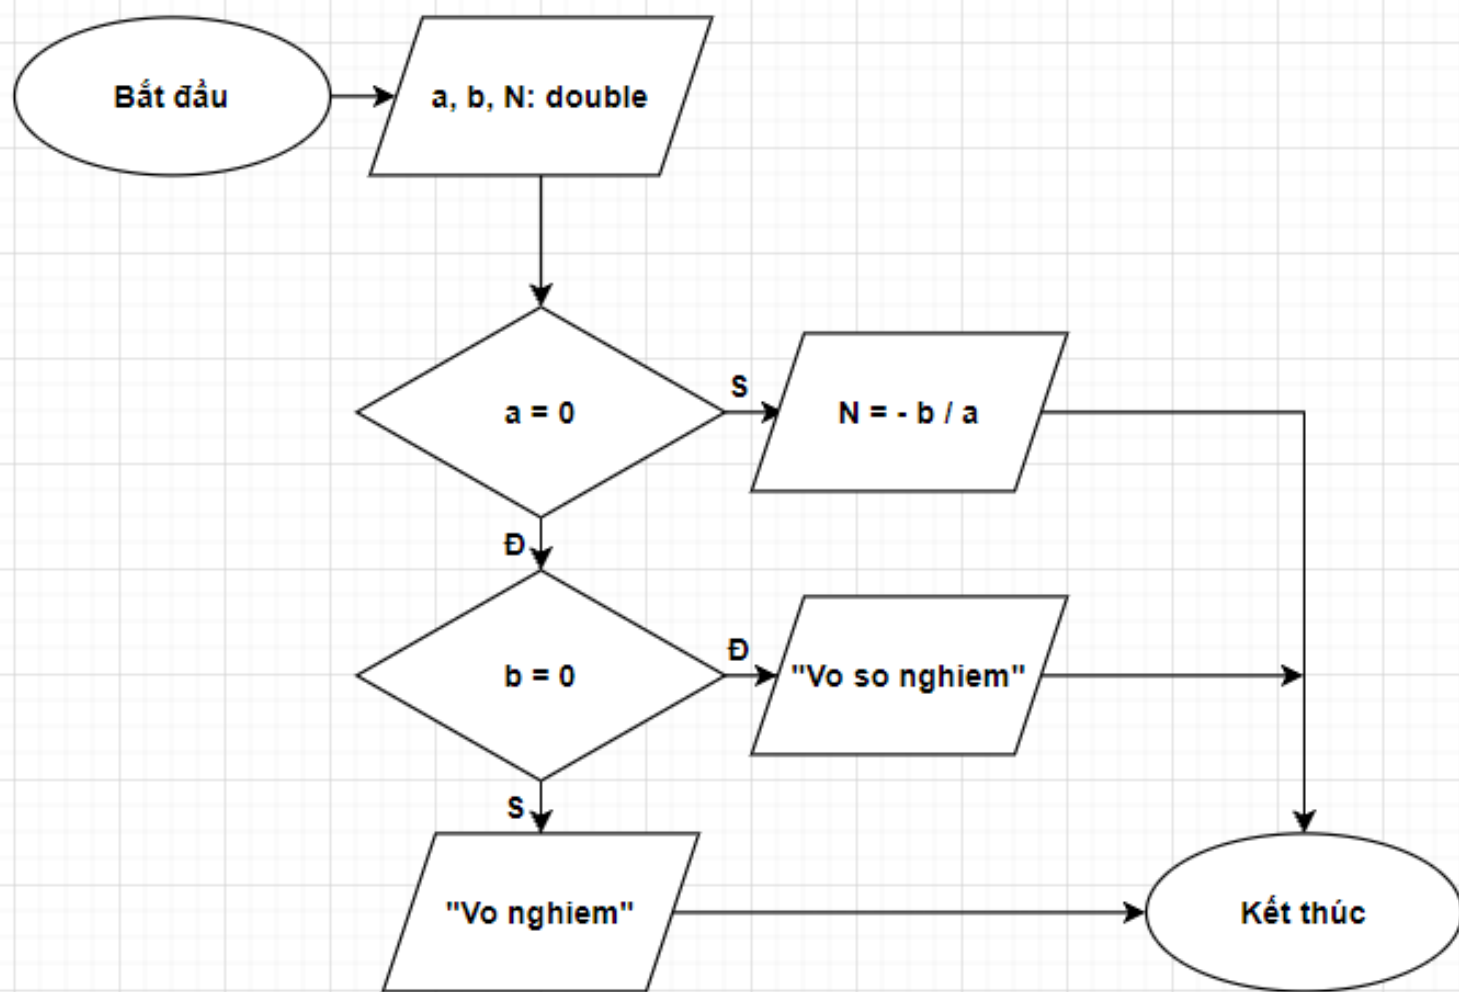 Bắt đầu
a, b, N: double
a = 0
S
N = - b / a
Đ
b = 0
Đ
"Vo so nghiem"
S
"Vo nghiem"
Kết thúc